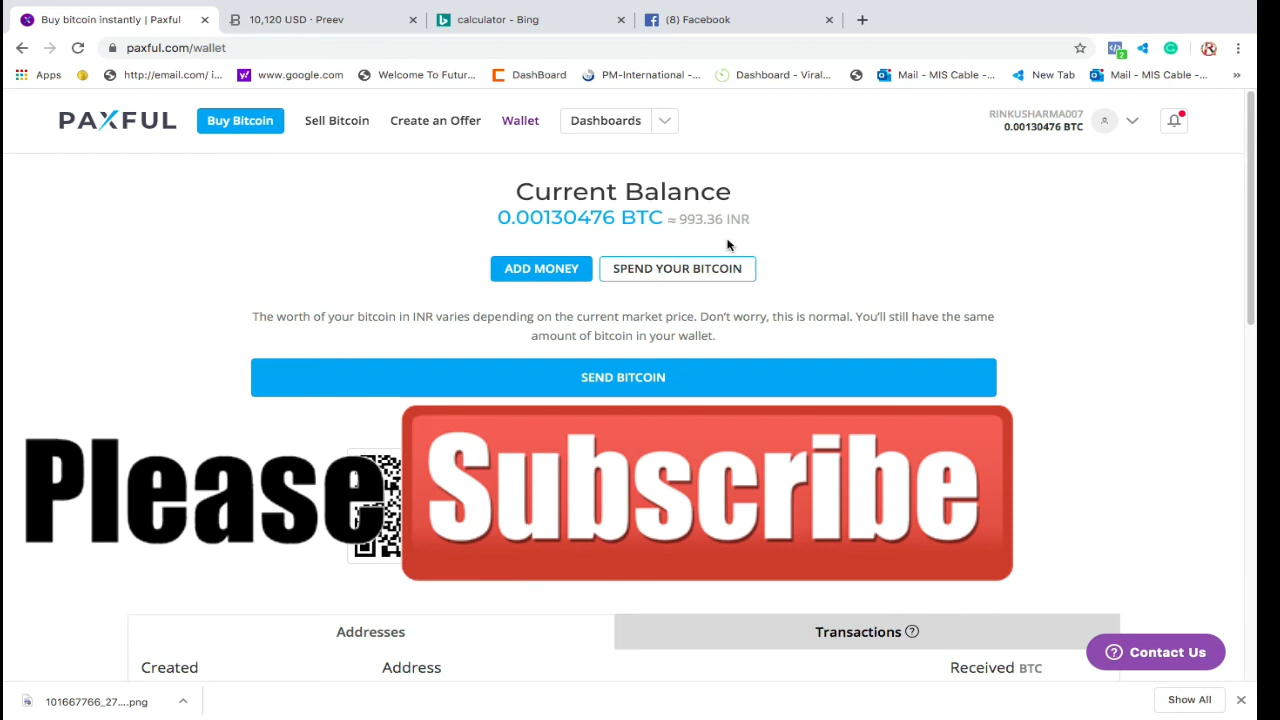 Buy bitcoin instantly | Paxful
10,120 USD · Preev
calculator - Bing
(8) Facebook
paxful.com/wallet
2
Apps
http://email.com/ i...
www.google.com
Welcome To Futur...
DashBoard
PM-International -...
Dashboard - Viral...
Mail - MIS Cable -...
New Tab
Mail - MIS Cable -...
»
PAXFUL
Buy Bitcoin
Sell Bitcoin
Create an Offer
Wallet
Dashboards
RINKUSHARMA007
0.00130476 BTC
Current Balance
0.00130476 BTC ≈ 993.36 INR
ADD MONEY
SPEND YOUR BITCOIN
The worth of your bitcoin in INR varies depending on the current market price. Don't worry, this is normal. You'll still have the same
amount of bitcoin in your wallet.
SEND BITCOIN
Please Subscribe
Addresses
Transactions ?
Created
Address
Received BTC
? Contact Us
101667766_27....png
Show All